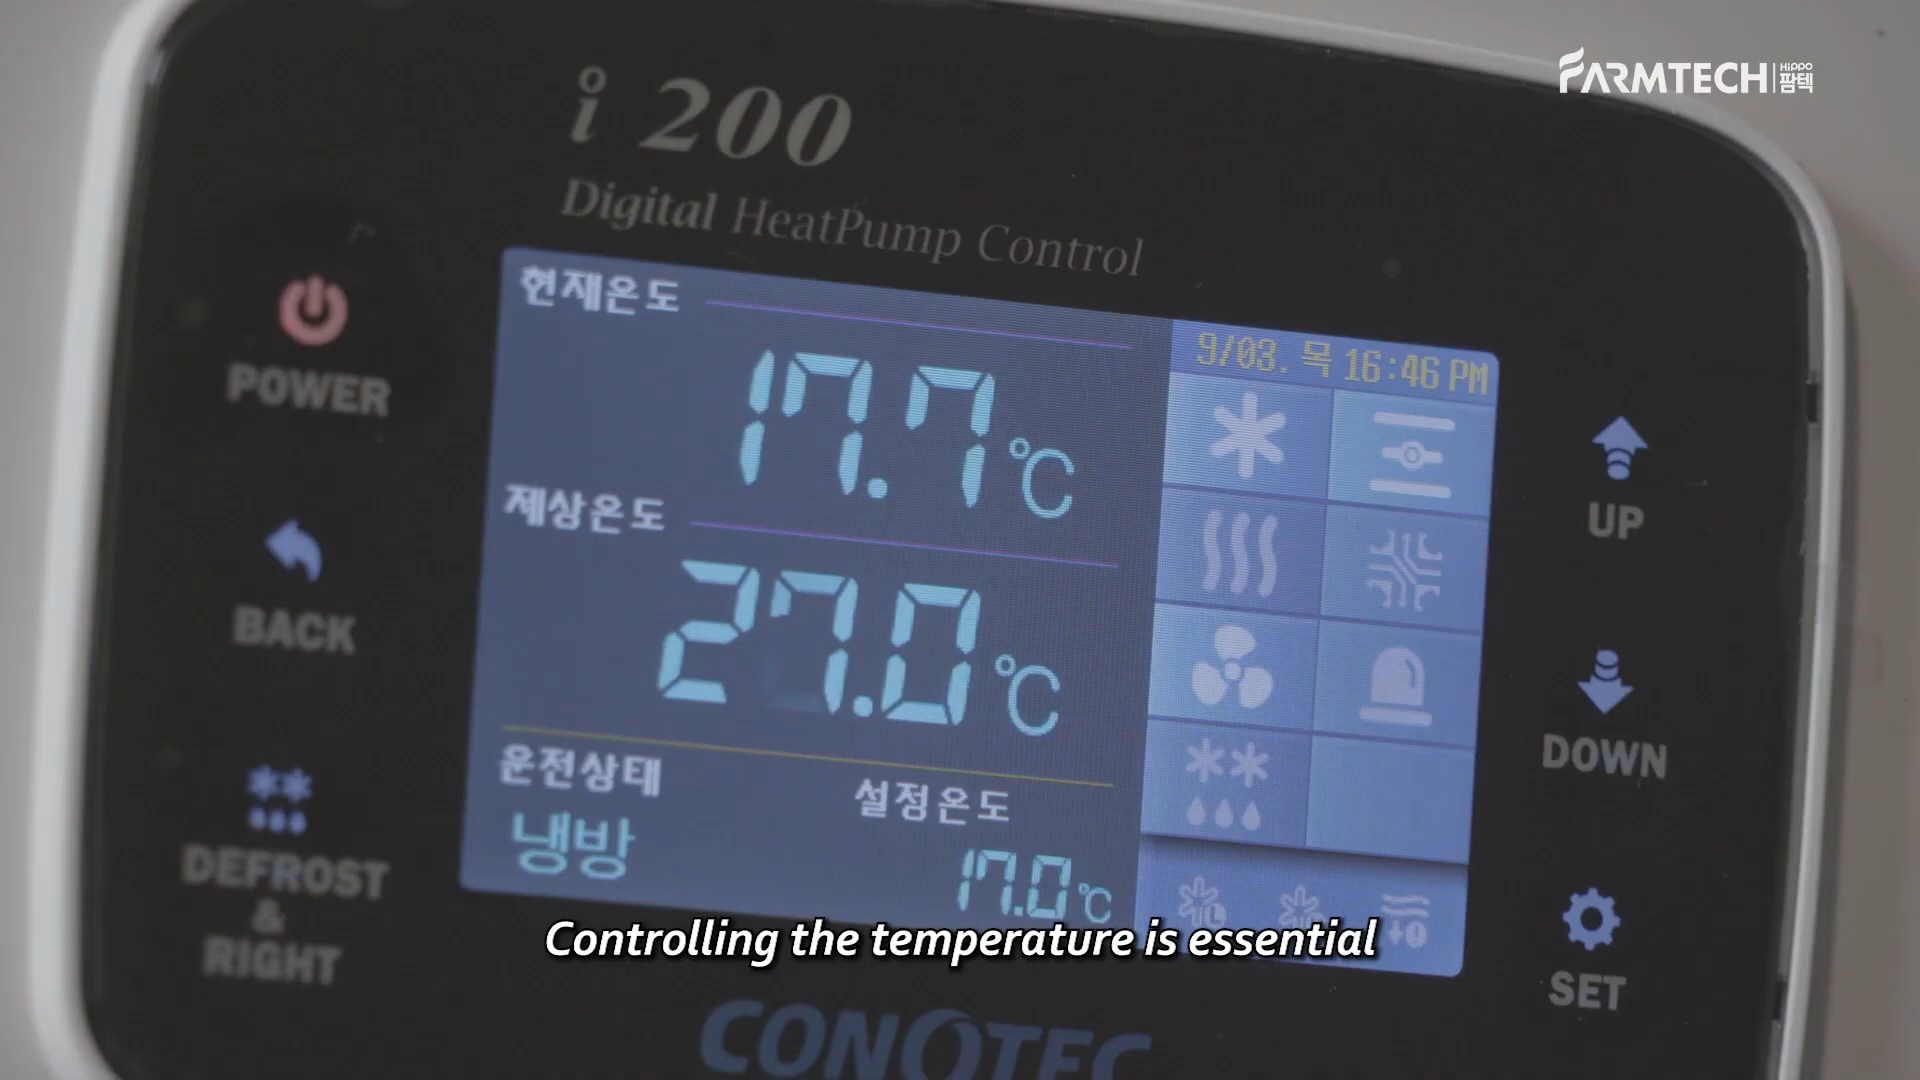 FARMTECH Hippo 팜텍
i 200
Digital HeatPump Control
현재온도
17.7℃
9/03. 목 16:46 PM
제상온도
27.0℃
운전상태
냉방
설정온도
17.0℃
POWER
BACK
DEFROST
&
RIGHT
UP
DOWN
SET
Controlling the temperature is essential
CONOTEC